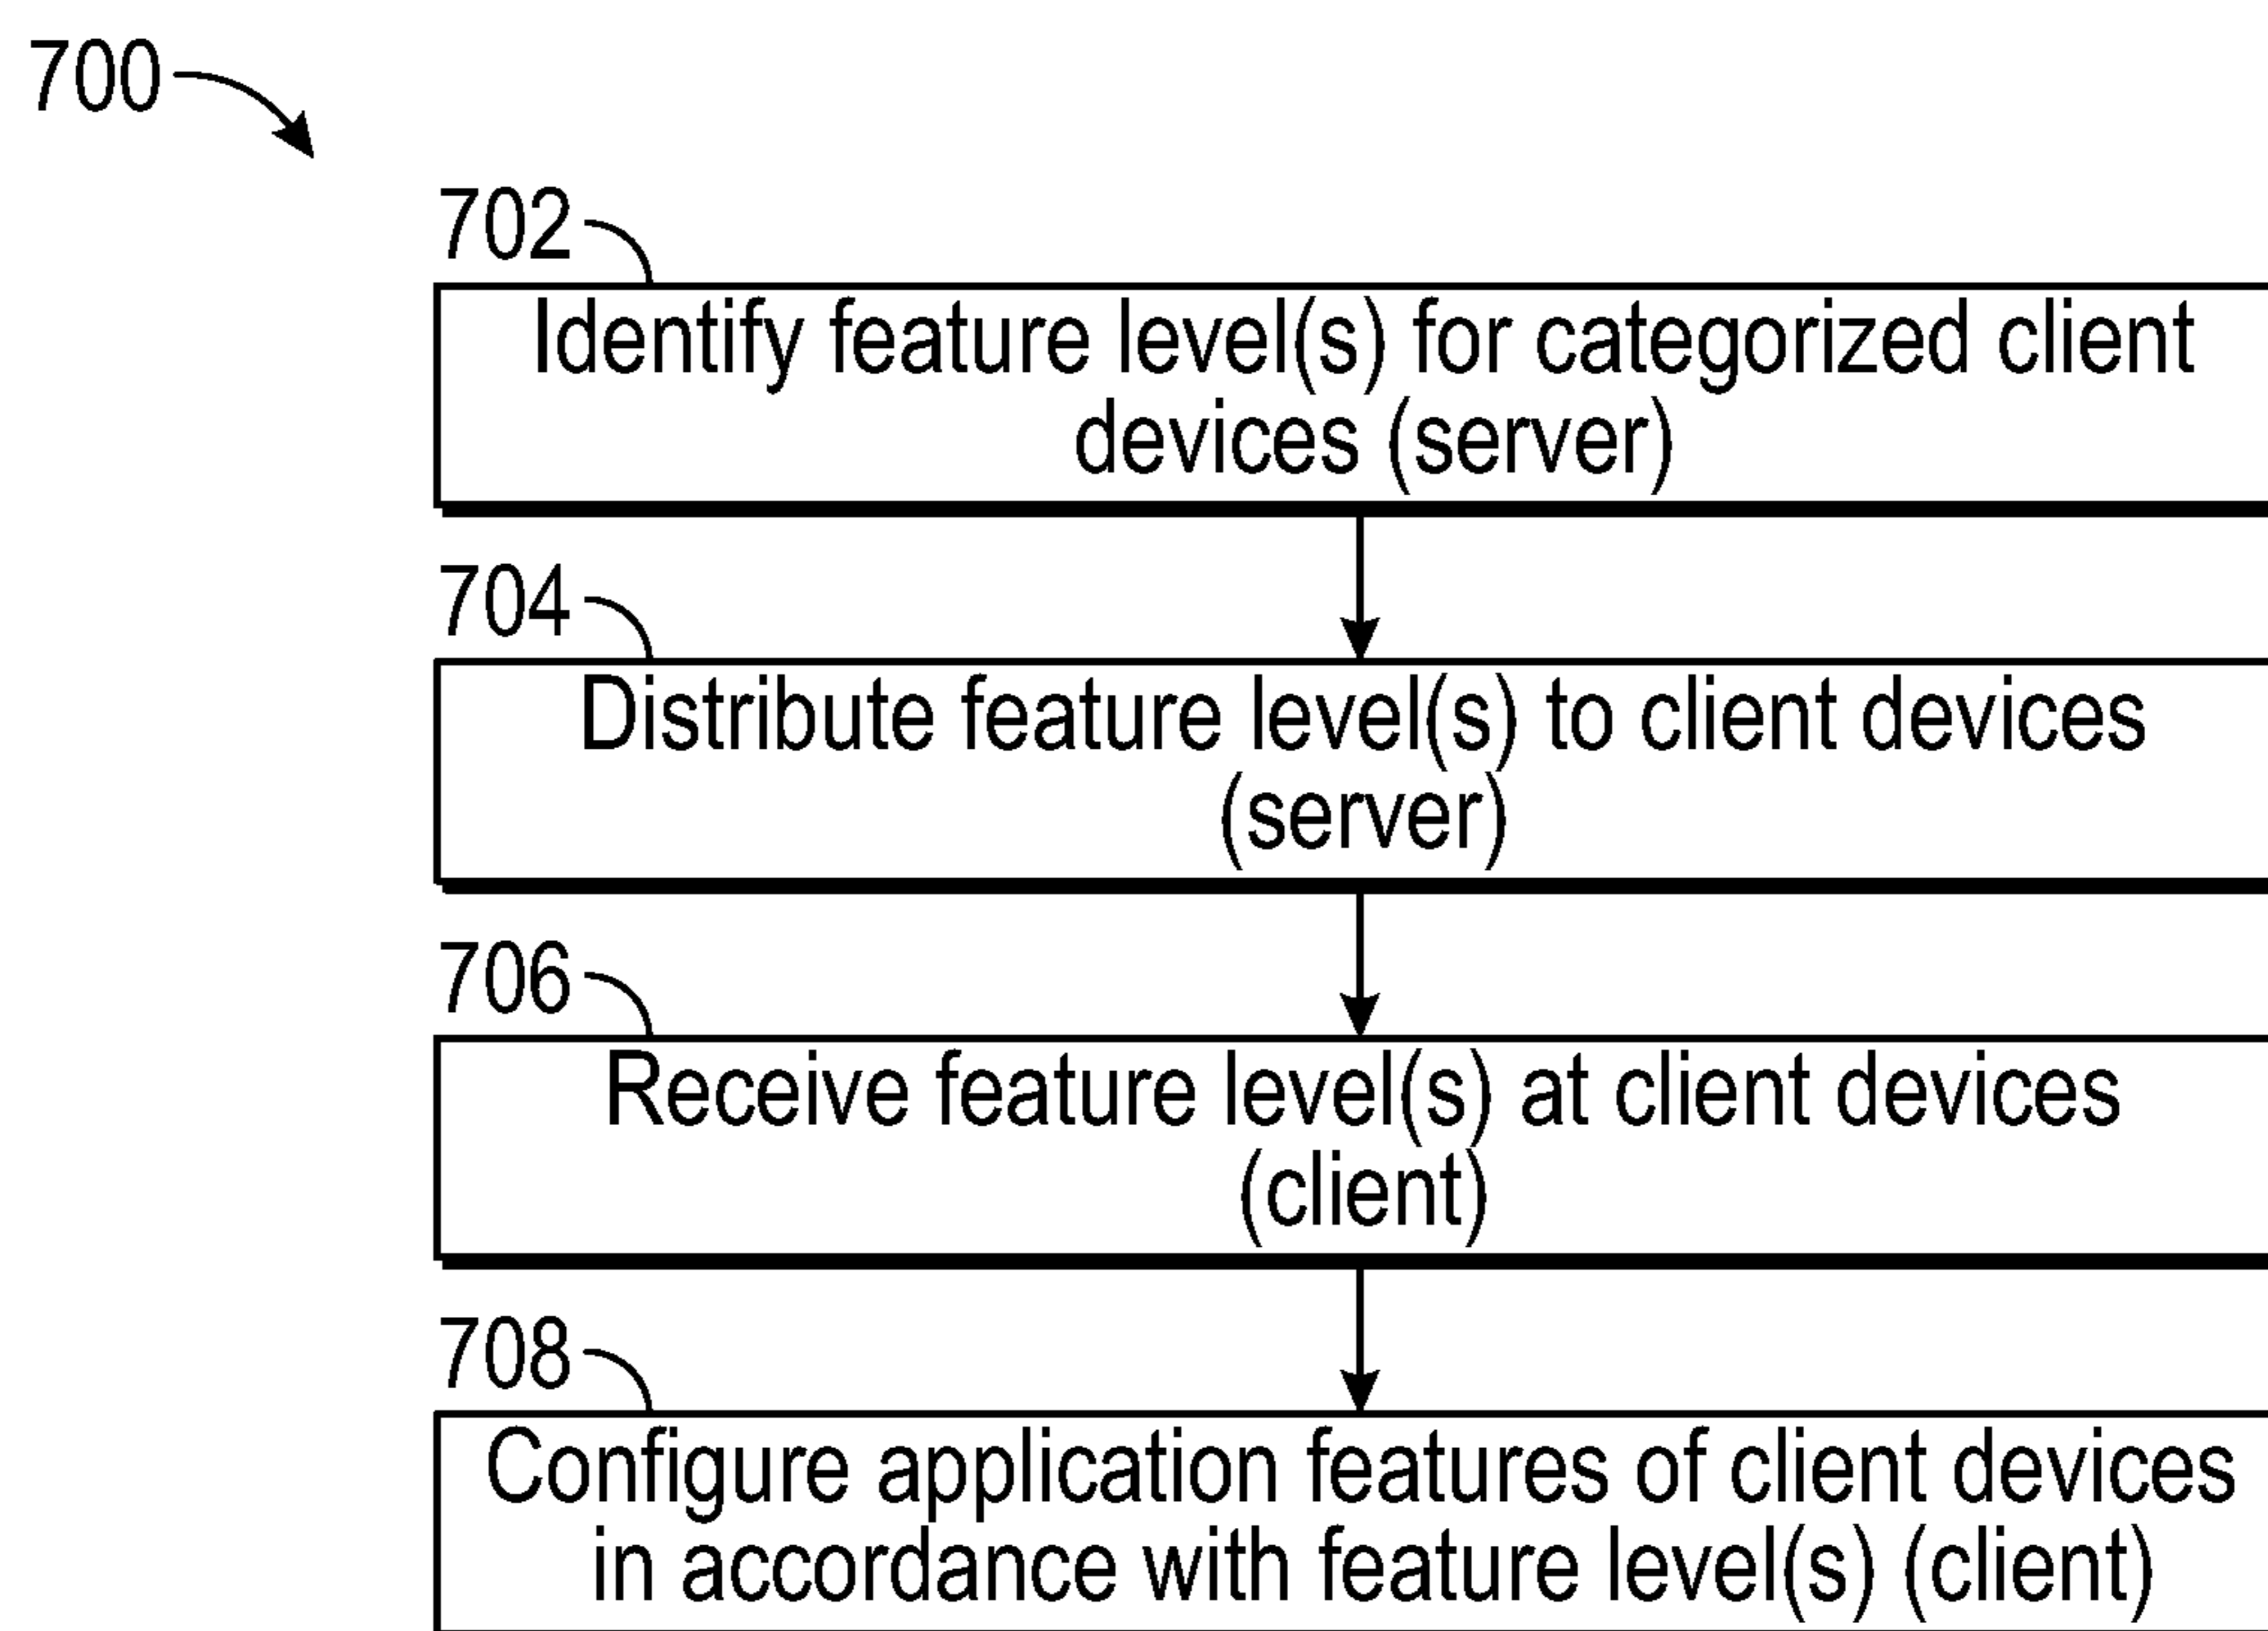 700
702
Identify feature level(s) for categorized client
devices (server)
704
Distribute feature level(s) to client devices
(server)
706
Receive feature level(s) at client devices
(client)
708
Configure application features of client devices
in accordance with feature level(s) (client)